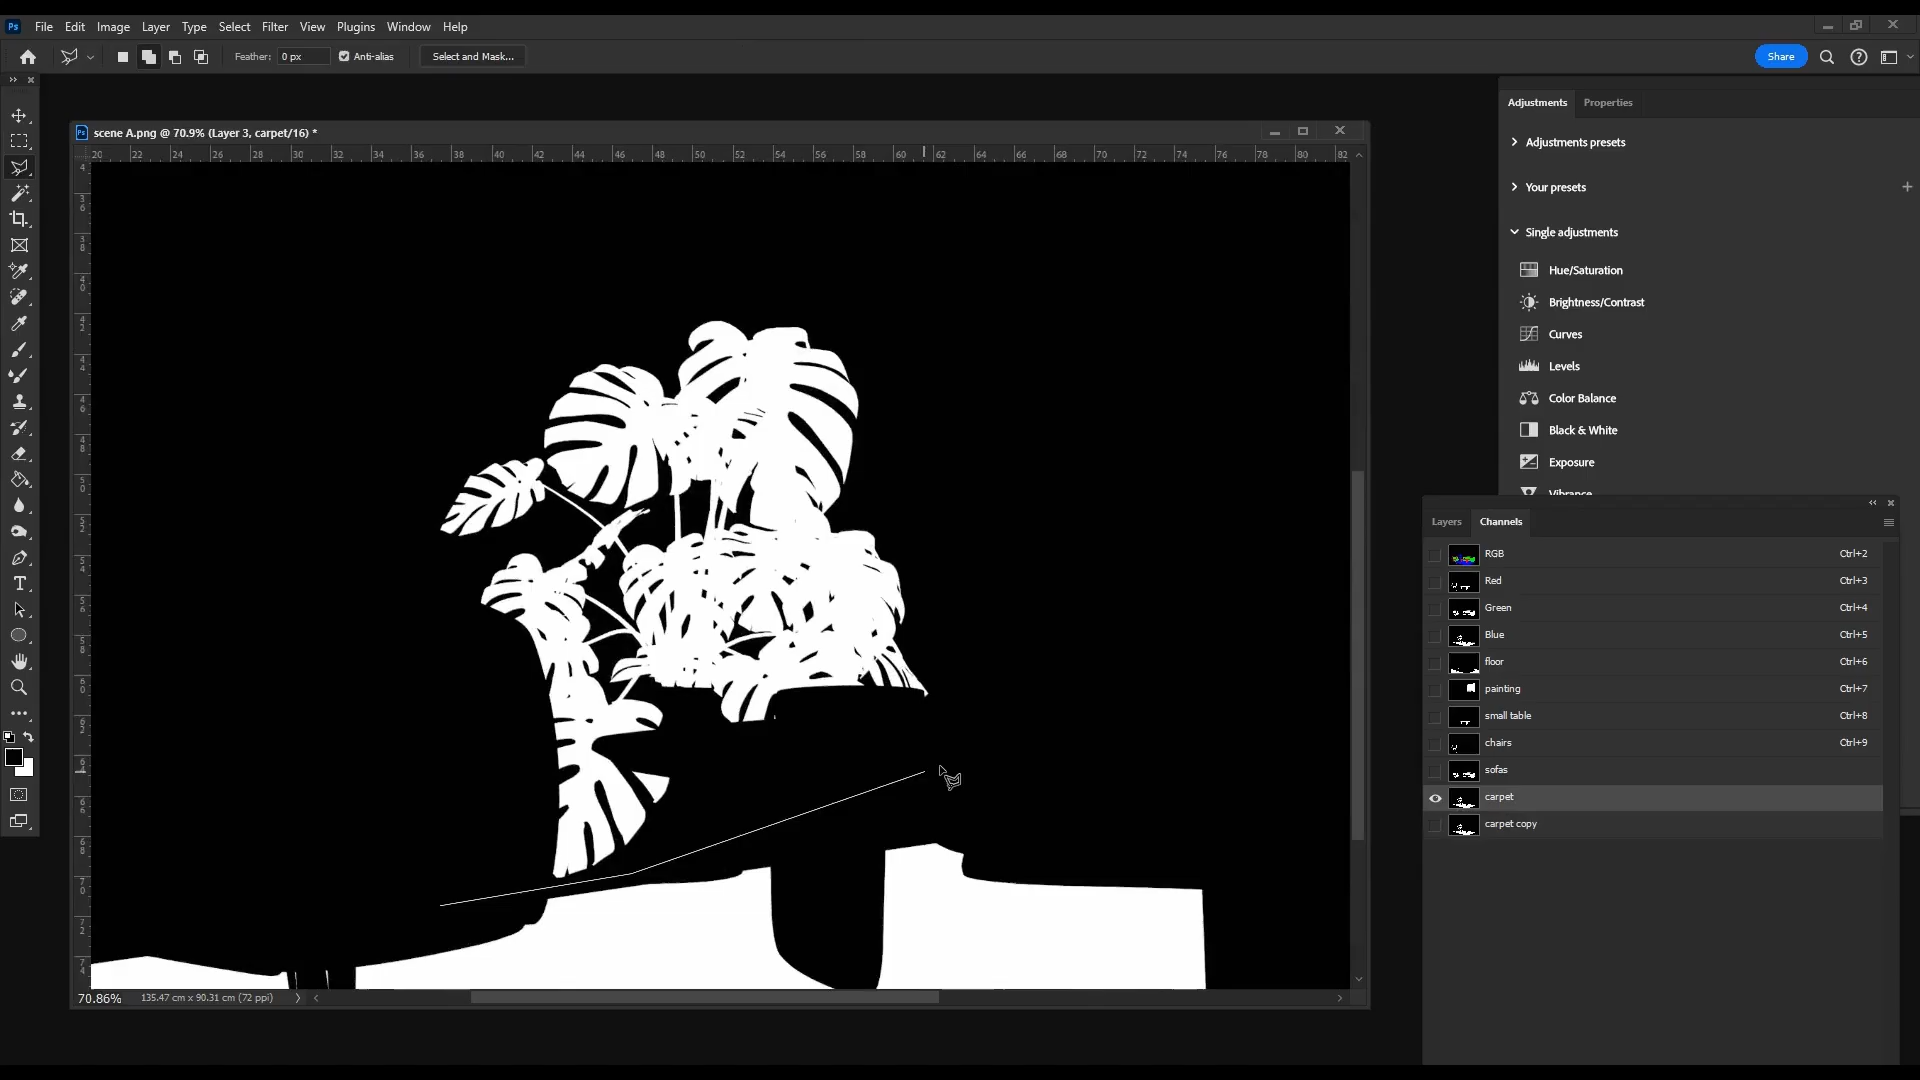 Ps File Edit Image Layer Type Select Filter View Plugins Window Help
Feather: 0 px Anti-alias Select and Mask... Share
Adjustments Properties
Ps scene A.png @ 70.9% (Layer 3, carpet/16) *
20 22 24 26 28 30 32 34 36 38 40 42 44 46 48 50 52 54 56 58 60 62 64 66 68 70 72 74 76 78 80 82
Adjustments presets
Your presets
Single adjustments
Hue/Saturation
Brightness/Contrast
Curves
Levels
Color Balance
Black & White
Exposure
Vibrance
Layers Channels
RGB Ctrl+2
Red Ctrl+3
Green Ctrl+4
Blue Ctrl+5
floor Ctrl+6
painting Ctrl+7
small table Ctrl+8
chairs Ctrl+9
sofas
carpet
carpet copy
70.86% 135.47 cm x 90.31 cm (72 ppi)